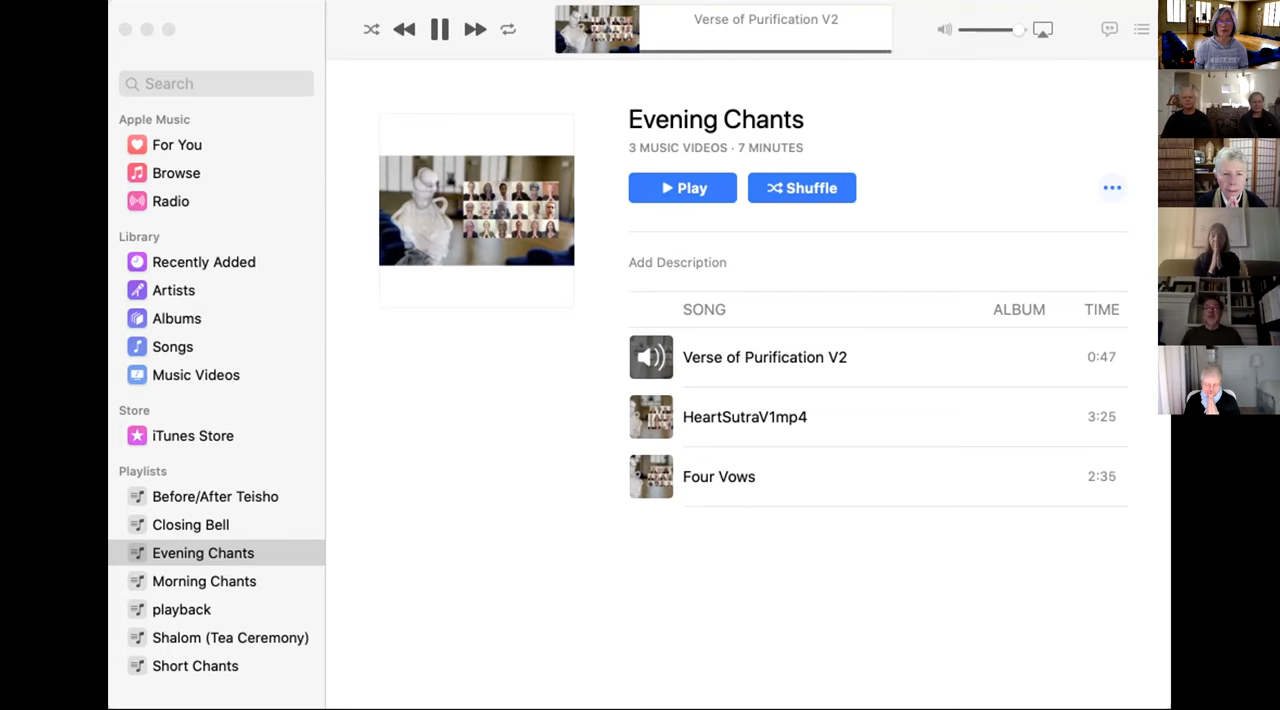 Verse of Purification V2
Search
Apple Music
For You
Browse
Radio
Library
Recently Added
Artists
Albums
Songs
Music Videos
Store
iTunes Store
Playlists
Before/After Teisho
Closing Bell
Evening Chants
Morning Chants
playback
Shalom (Tea Ceremony)
Short Chants
Evening Chants
3 MUSIC VIDEOS · 7 MINUTES
Play Shuffle
Add Description
SONG ALBUM TIME
Verse of Purification V2 0:47
HeartSutraV1mp4 3:25
Four Vows 2:35